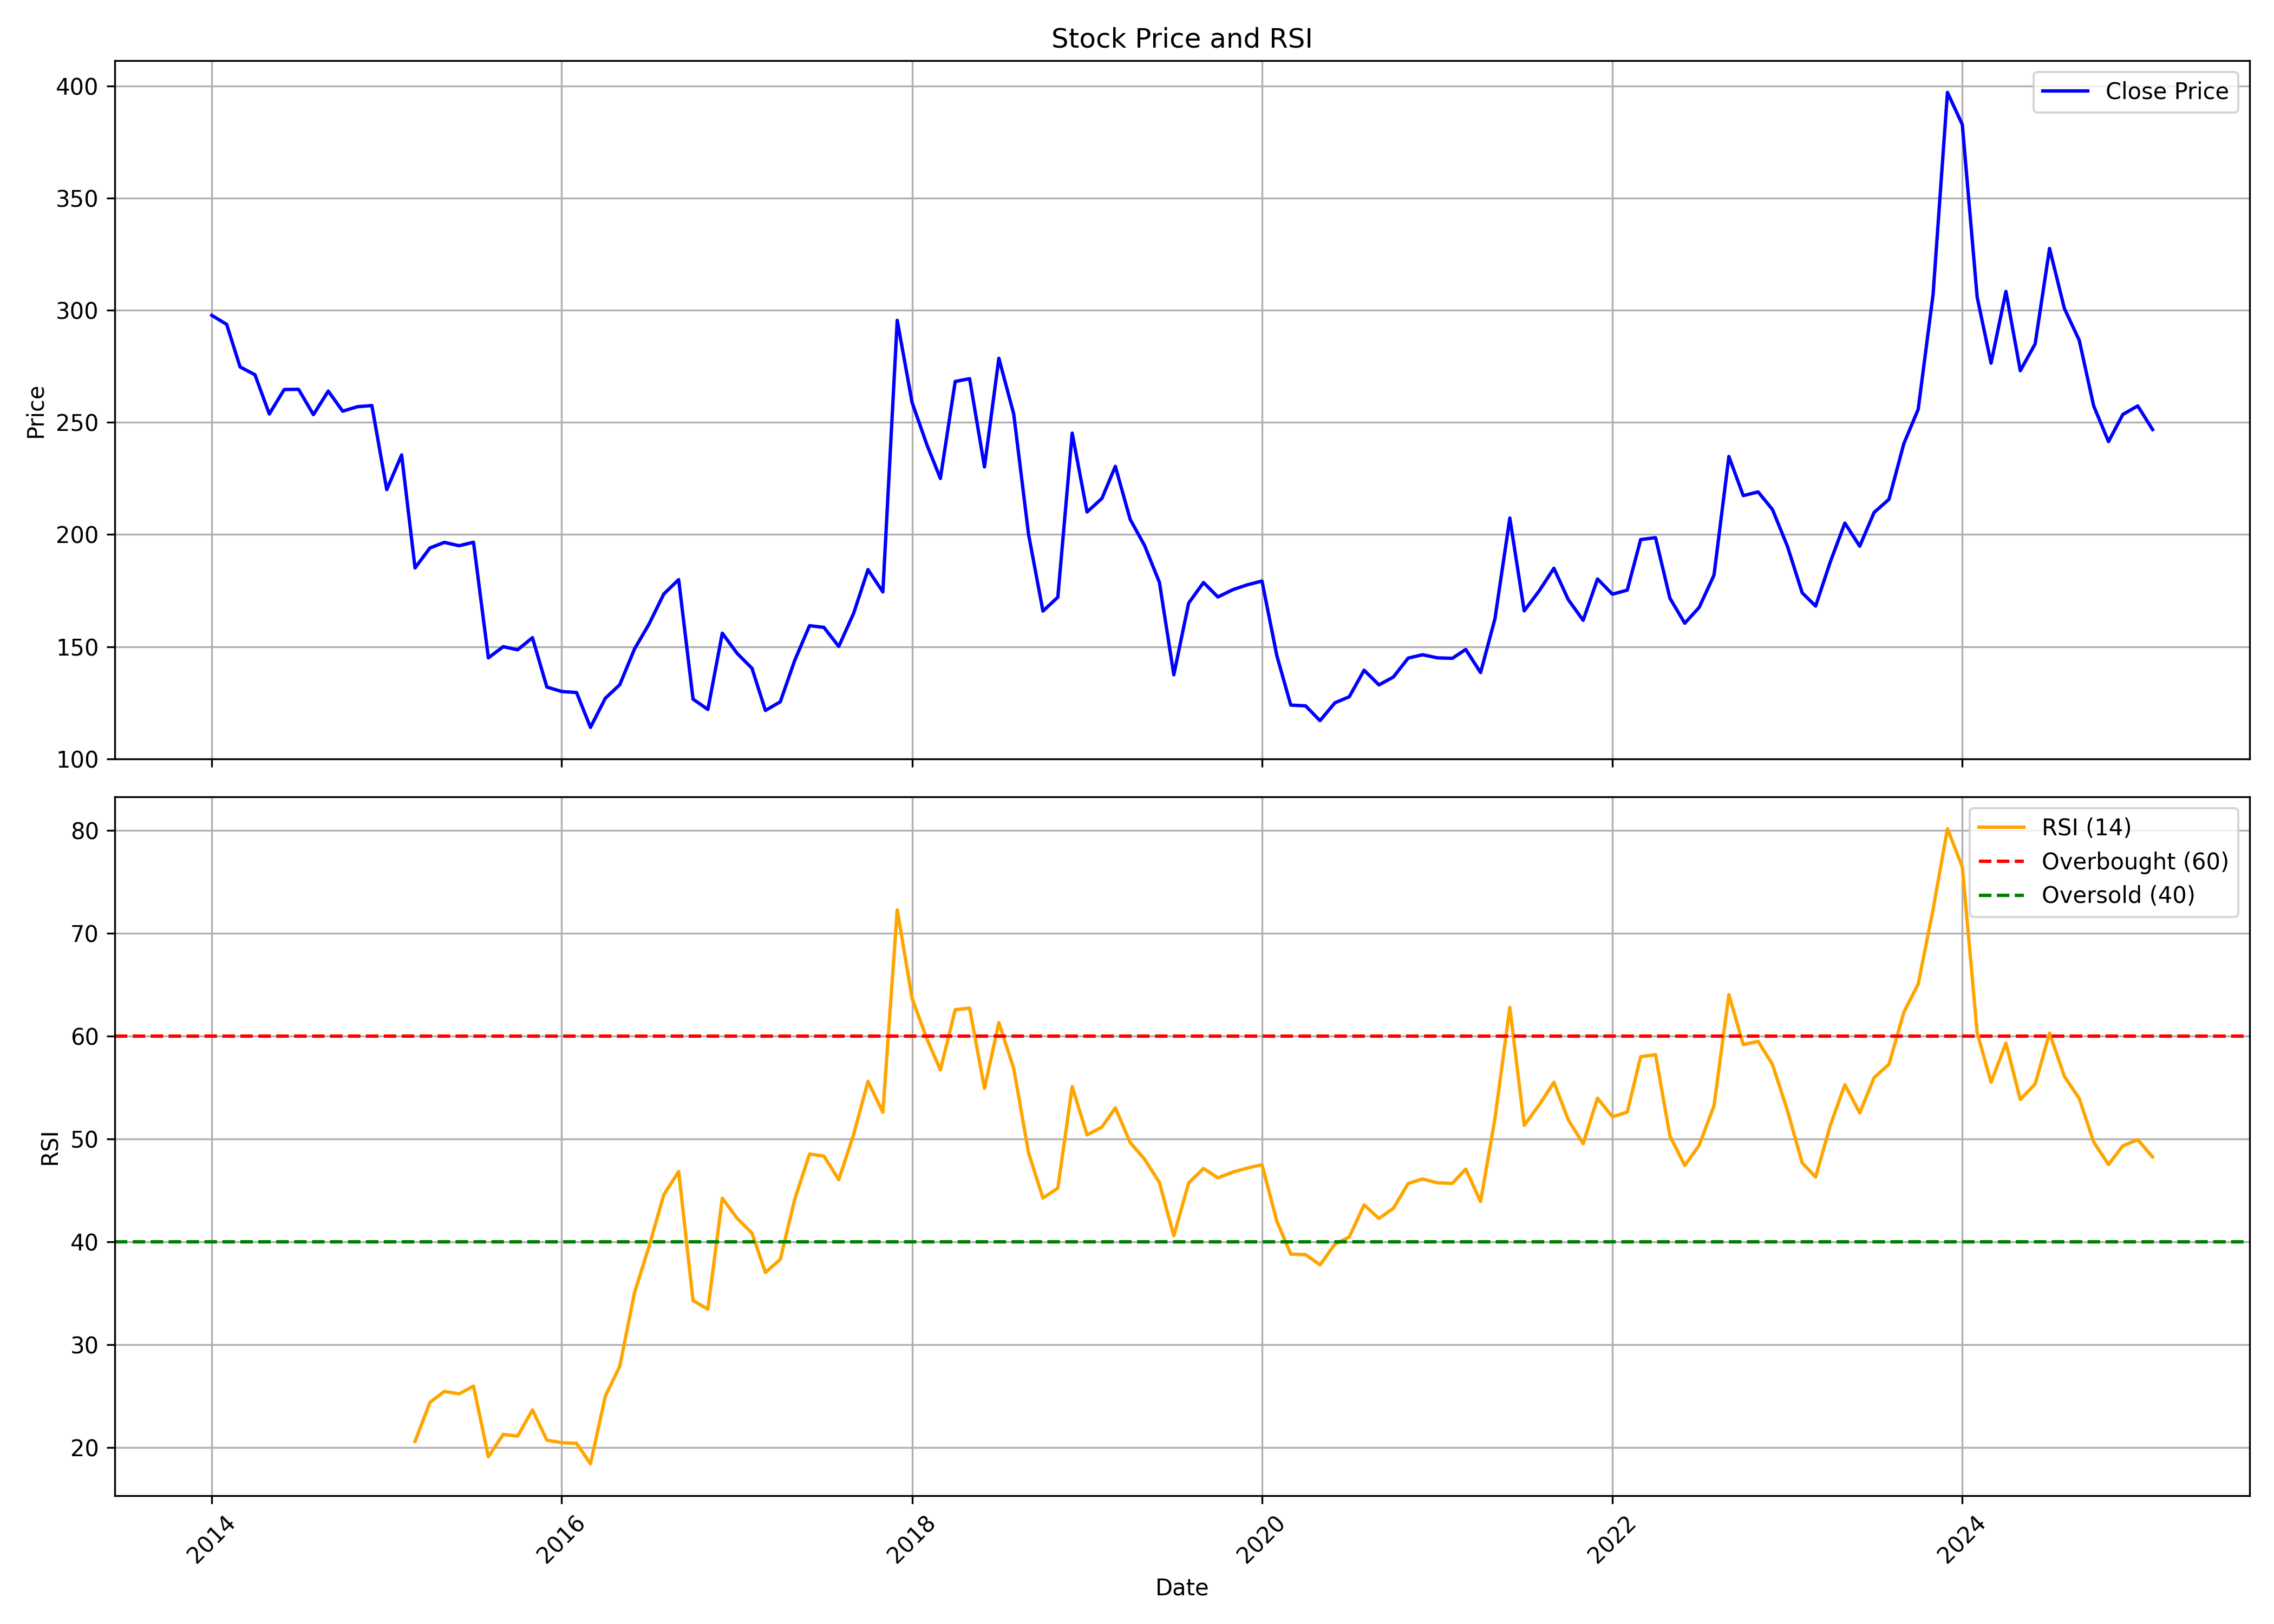 Stock Price and RSI
Close Price
Price
400
350
300
250
200
150
100
RSI (14)
Overbought (60)
Oversold (40)
RSI
80
70
60
50
40
30
20
2014
2016
2018
2020
2022
2024
Date